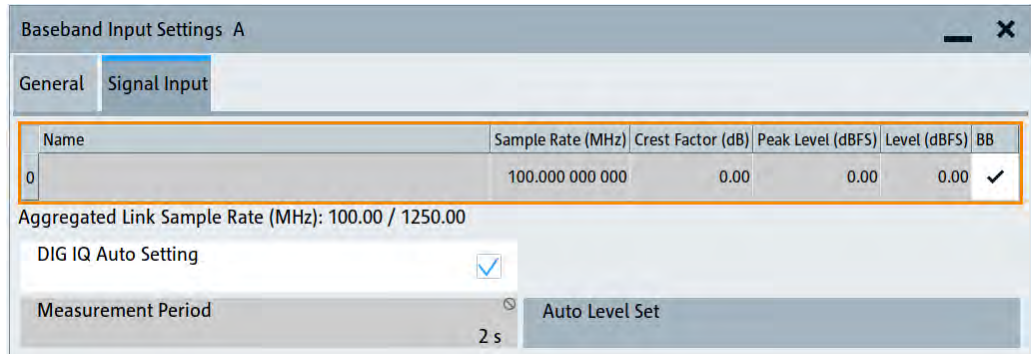 Baseband Input Settings A
General Signal Input
Name Sample Rate (MHz) Crest Factor (dB) Peak Level (dBFS) Level (dBFS) BB
0 100.000 000 000 0.00 0.00 0.00
Aggregated Link Sample Rate (MHz): 100.00 / 1250.00
DIG IQ Auto Setting
Measurement Period Auto Level Set
2 s